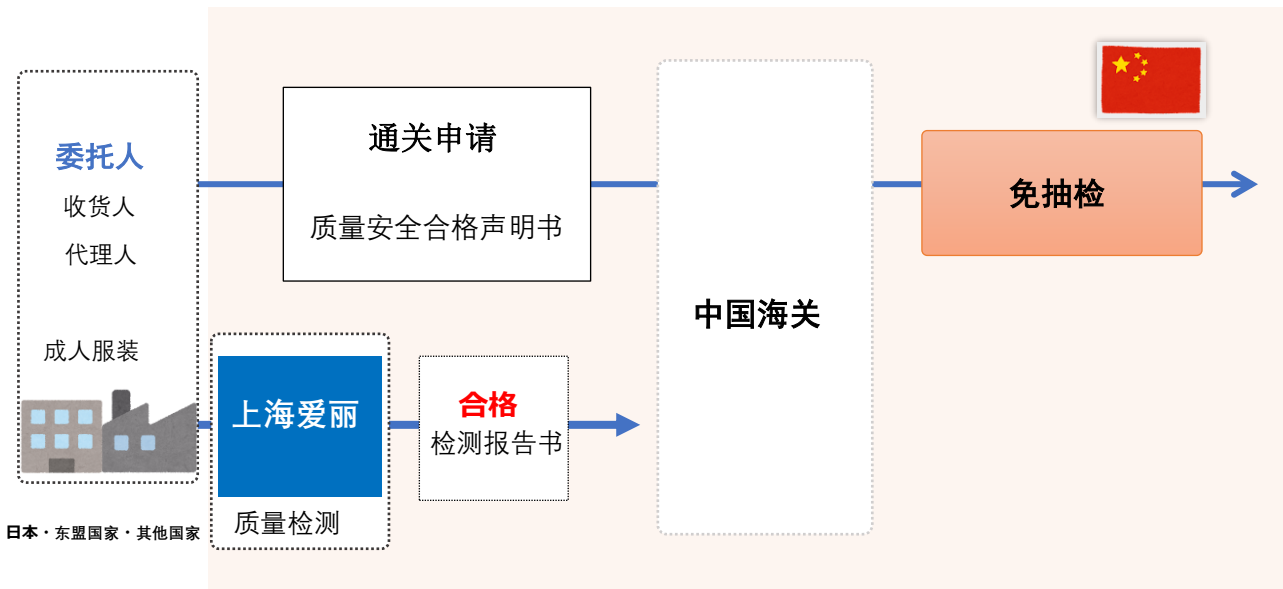 委托人
收货人
代理人
成人服装
日本・东盟国家・其他国家
通关申请
质量安全合格声明书
上海爱丽
质量检测
合格
检测报告书
中国海关
免抽检